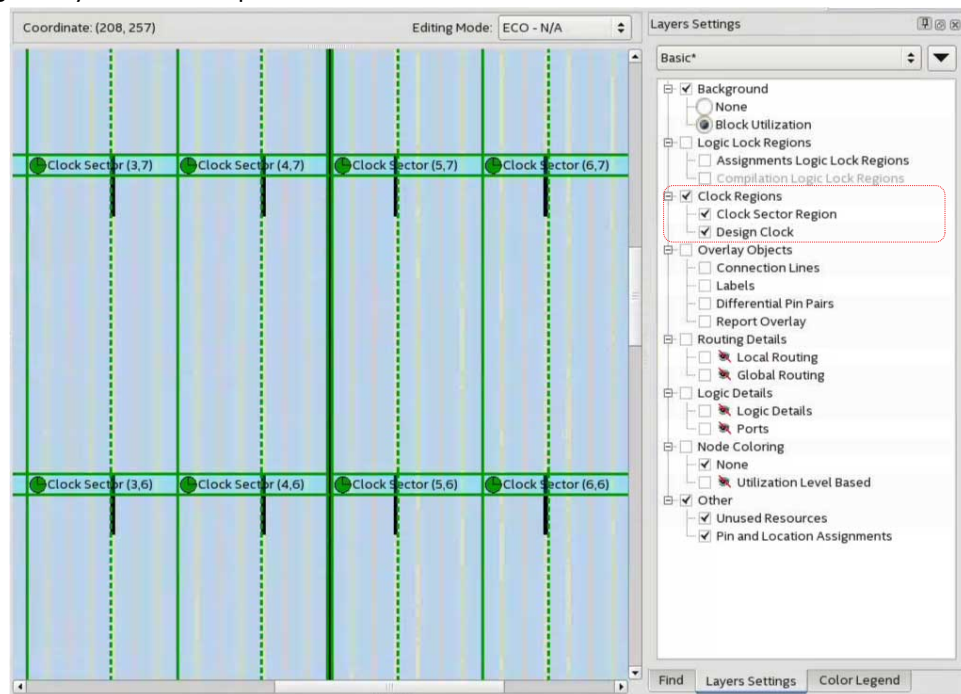 Coordinate: (208, 257)
Editing Mode: ECO - N/A
Clock Sector (3,7)
Clock Sector (4,7)
Clock Sector (5,7)
Clock Sector (6,7)
Clock Sector (3,6)
Clock Sector (4,6)
Clock Sector (5,6)
Clock Sector (6,6)
Layers Settings
Basic*
Background
None
Block Utilization
Logic Lock Regions
Assignments Logic Lock Regions
Compilation Logic Lock Regions
Clock Regions
Clock Sector Region
Design Clock
Overlay Objects
Connection Lines
Labels
Differential Pin Pairs
Report Overlay
Routing Details
Local Routing
Global Routing
Logic Details
Logic Details
Ports
Node Coloring
None
Utilization Level Based
Other
Unused Resources
Pin and Location Assignments
Find
Layers Settings
Color Legend